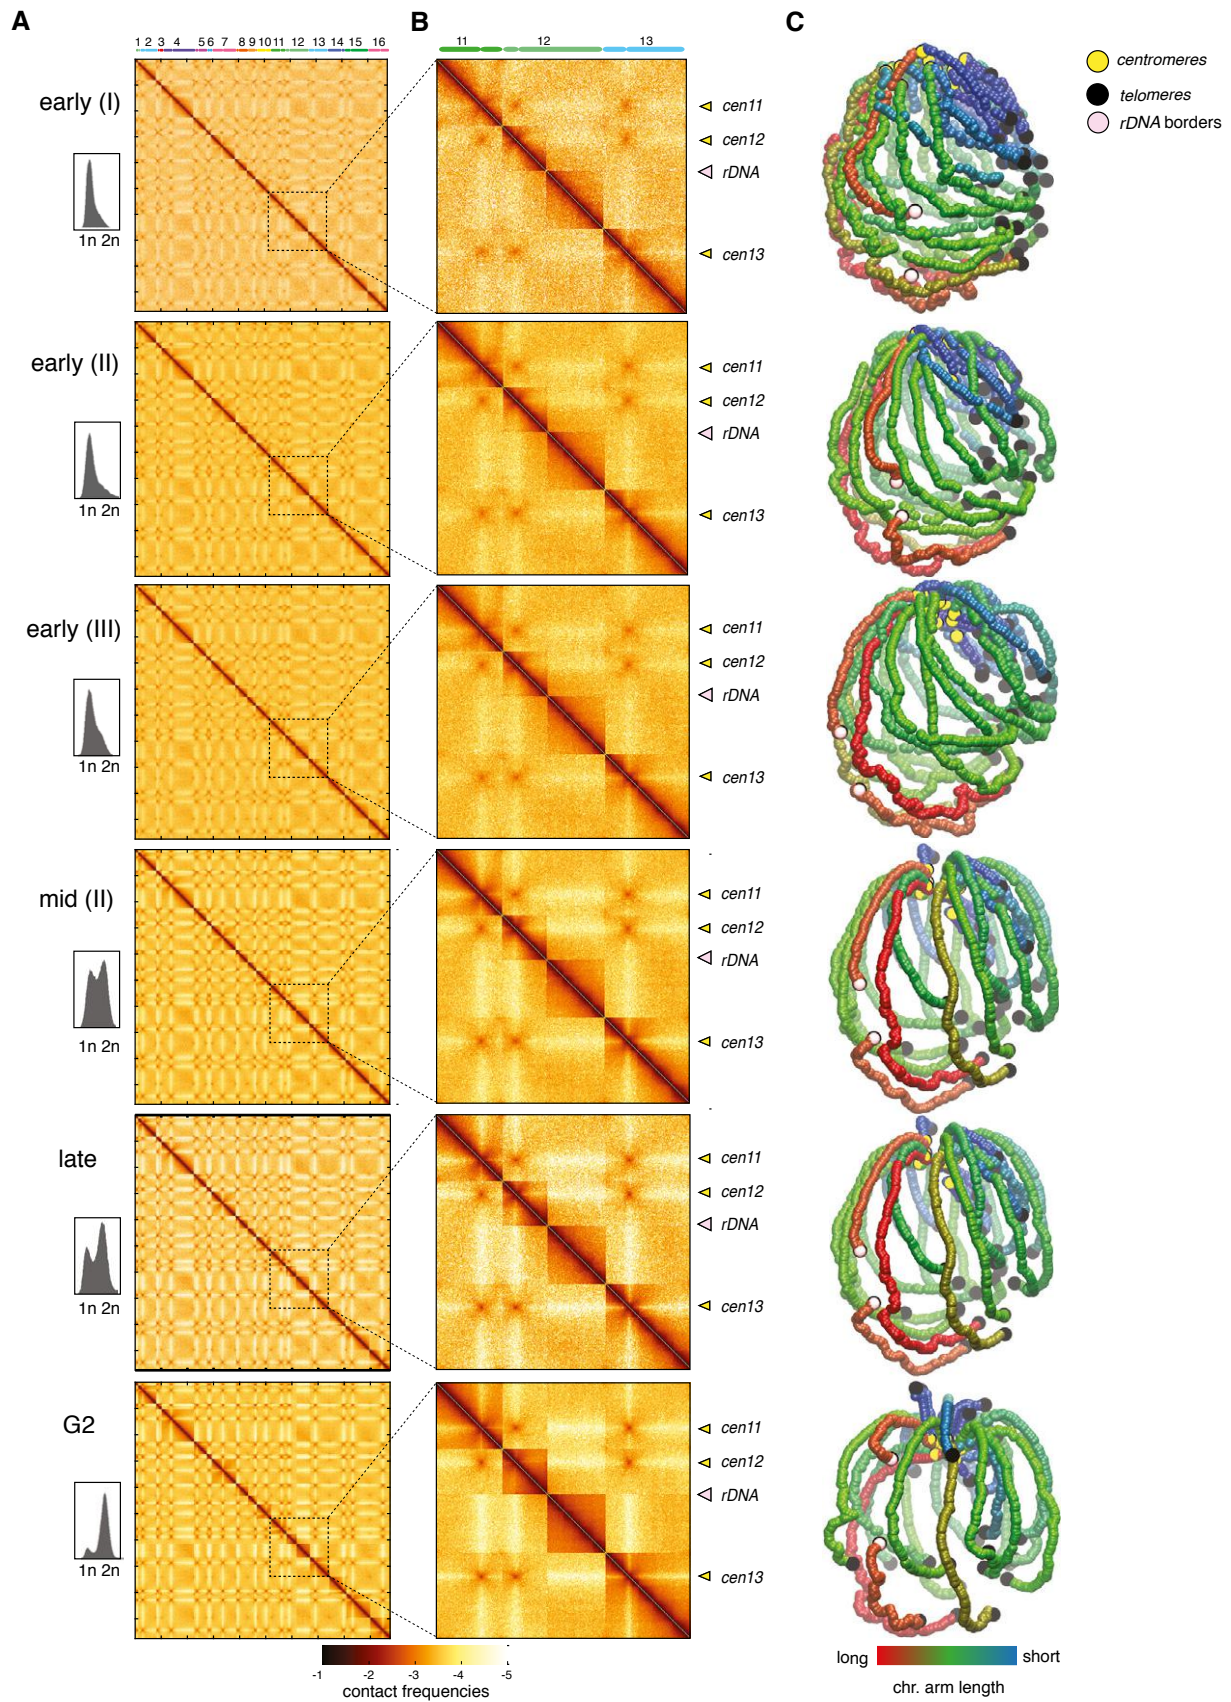 A
B
C
1 2 3 4 5 6 7 8 9 10 11 12 13 14 15 16
11 12 13
centromeres
telomeres
rDNA borders
early (I)
1n 2n
cen11
cen12
rDNA
cen13
early (II)
1n 2n
cen11
cen12
rDNA
cen13
early (III)
1n 2n
cen11
cen12
rDNA
cen13
mid (II)
1n 2n
cen11
cen12
rDNA
cen13
late
1n 2n
cen11
cen12
rDNA
cen13
G2
1n 2n
cen11
cen12
rDNA
cen13
-1 -2 -3 -4 -5
contact frequencies
long short
chr. arm length